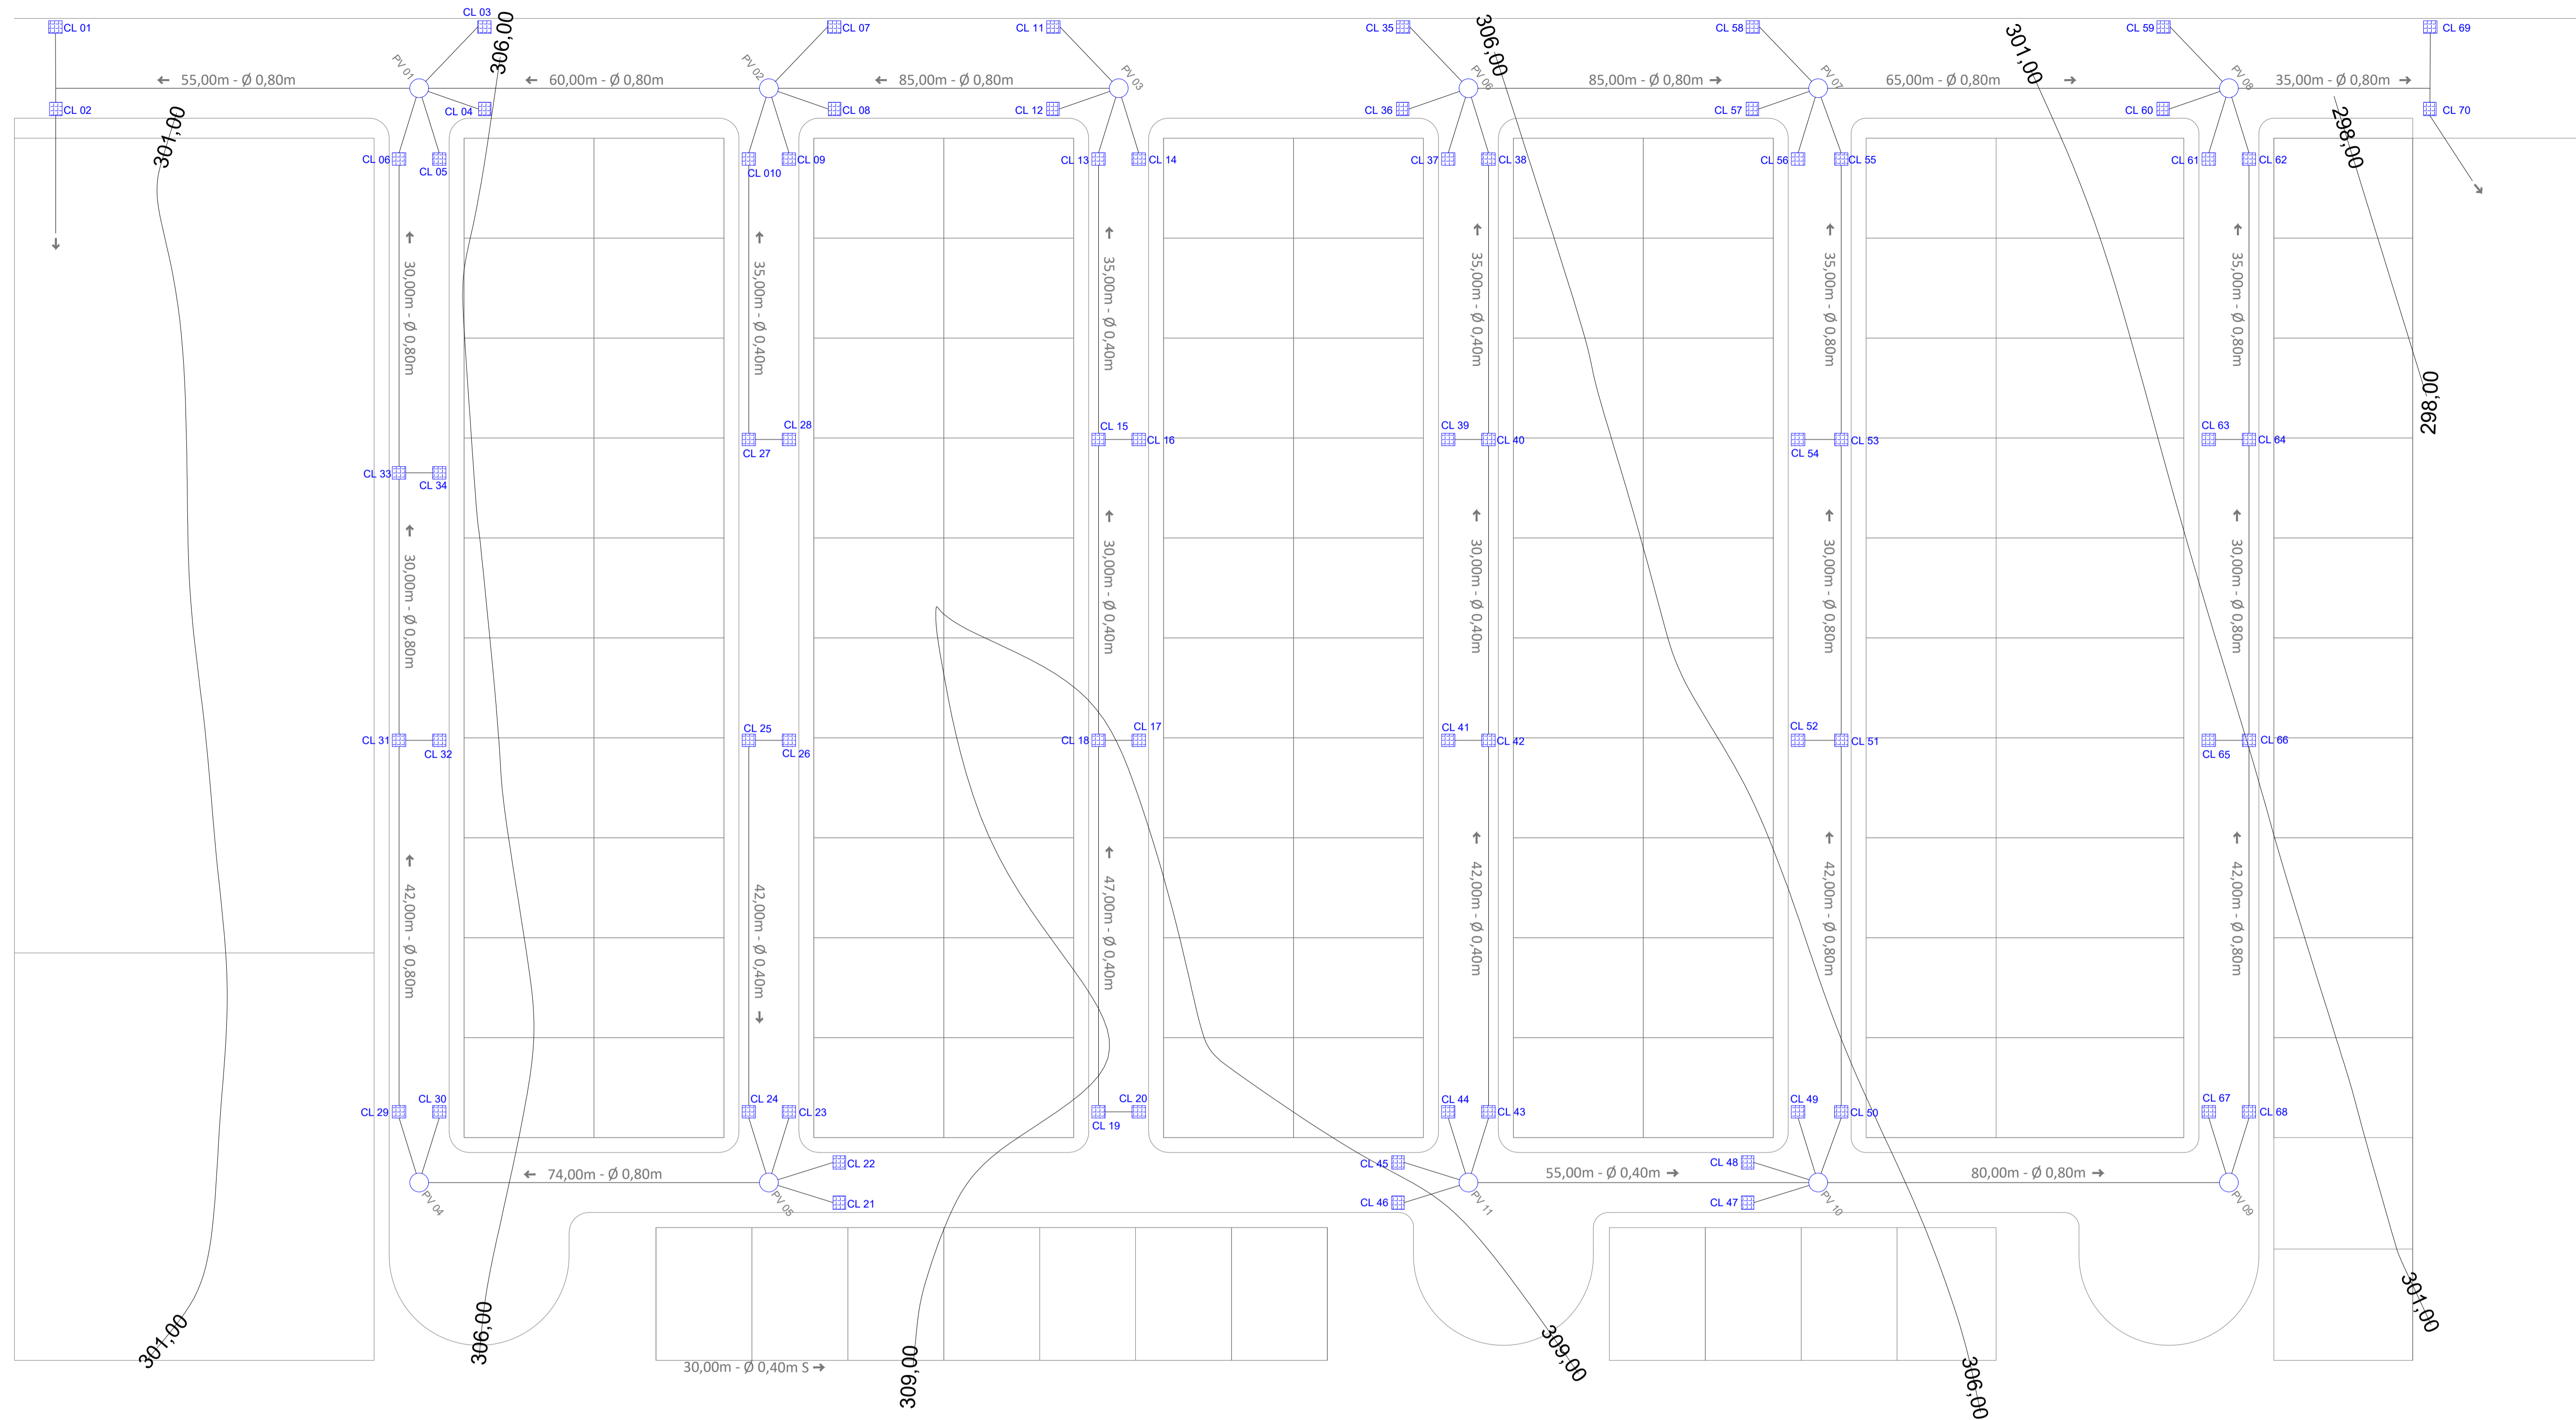 CL 01
CL 03
306,00
CL 07
CL 11
CL 35
306,00
CL 58
301,00
CL 59
CL 69
PV 01
PV 02
PV 03
PV 06
PV 07
PV 08
55,00m - Ø 0,80m
60,00m - Ø 0,80m
85,00m - Ø 0,80m
85,00m - Ø 0,80m
65,00m - Ø 0,80m
35,00m - Ø 0,80m
CL 02
CL 04
CL 08
CL 12
CL 36
CL 57
CL 60
CL 70
301,00
298,00
CL 06
CL 05
CL 010
CL 09
CL 13
CL 14
CL 37
CL 38
CL 56
CL 55
CL 61
CL 62
30,00m - Ø 0,80m
35,00m - Ø 0,40m
35,00m - Ø 0,40m
35,00m - Ø 0,40m
35,00m - Ø 0,80m
35,00m - Ø 0,80m
298,00
CL 28
CL 27
CL 15
CL 16
CL 39
CL 40
CL 54
CL 53
CL 63
CL 64
CL 33
CL 34
30,00m - Ø 0,80m
30,00m - Ø 0,40m
30,00m - Ø 0,40m
30,00m - Ø 0,80m
30,00m - Ø 0,80m
CL 31
CL 32
CL 25
CL 26
CL 18
CL 17
CL 41
CL 42
CL 52
CL 51
CL 65
CL 66
42,00m - Ø 0,80m
42,00m - Ø 0,40m
47,00m - Ø 0,40m
42,00m - Ø 0,40m
42,00m - Ø 0,80m
42,00m - Ø 0,80m
CL 29
CL 30
CL 24
CL 23
CL 19
CL 20
CL 44
CL 43
CL 49
CL 50
CL 67
CL 68
CL 22
CL 45
CL 48
74,00m - Ø 0,80m
55,00m - Ø 0,40m
80,00m - Ø 0,80m
CL 21
CL 46
CL 47
PV 04
PV 05
PV 11
PV 10
PV 09
301,00
306,00
309,00
309,00
306,00
301,00
30,00m - Ø 0,40m S